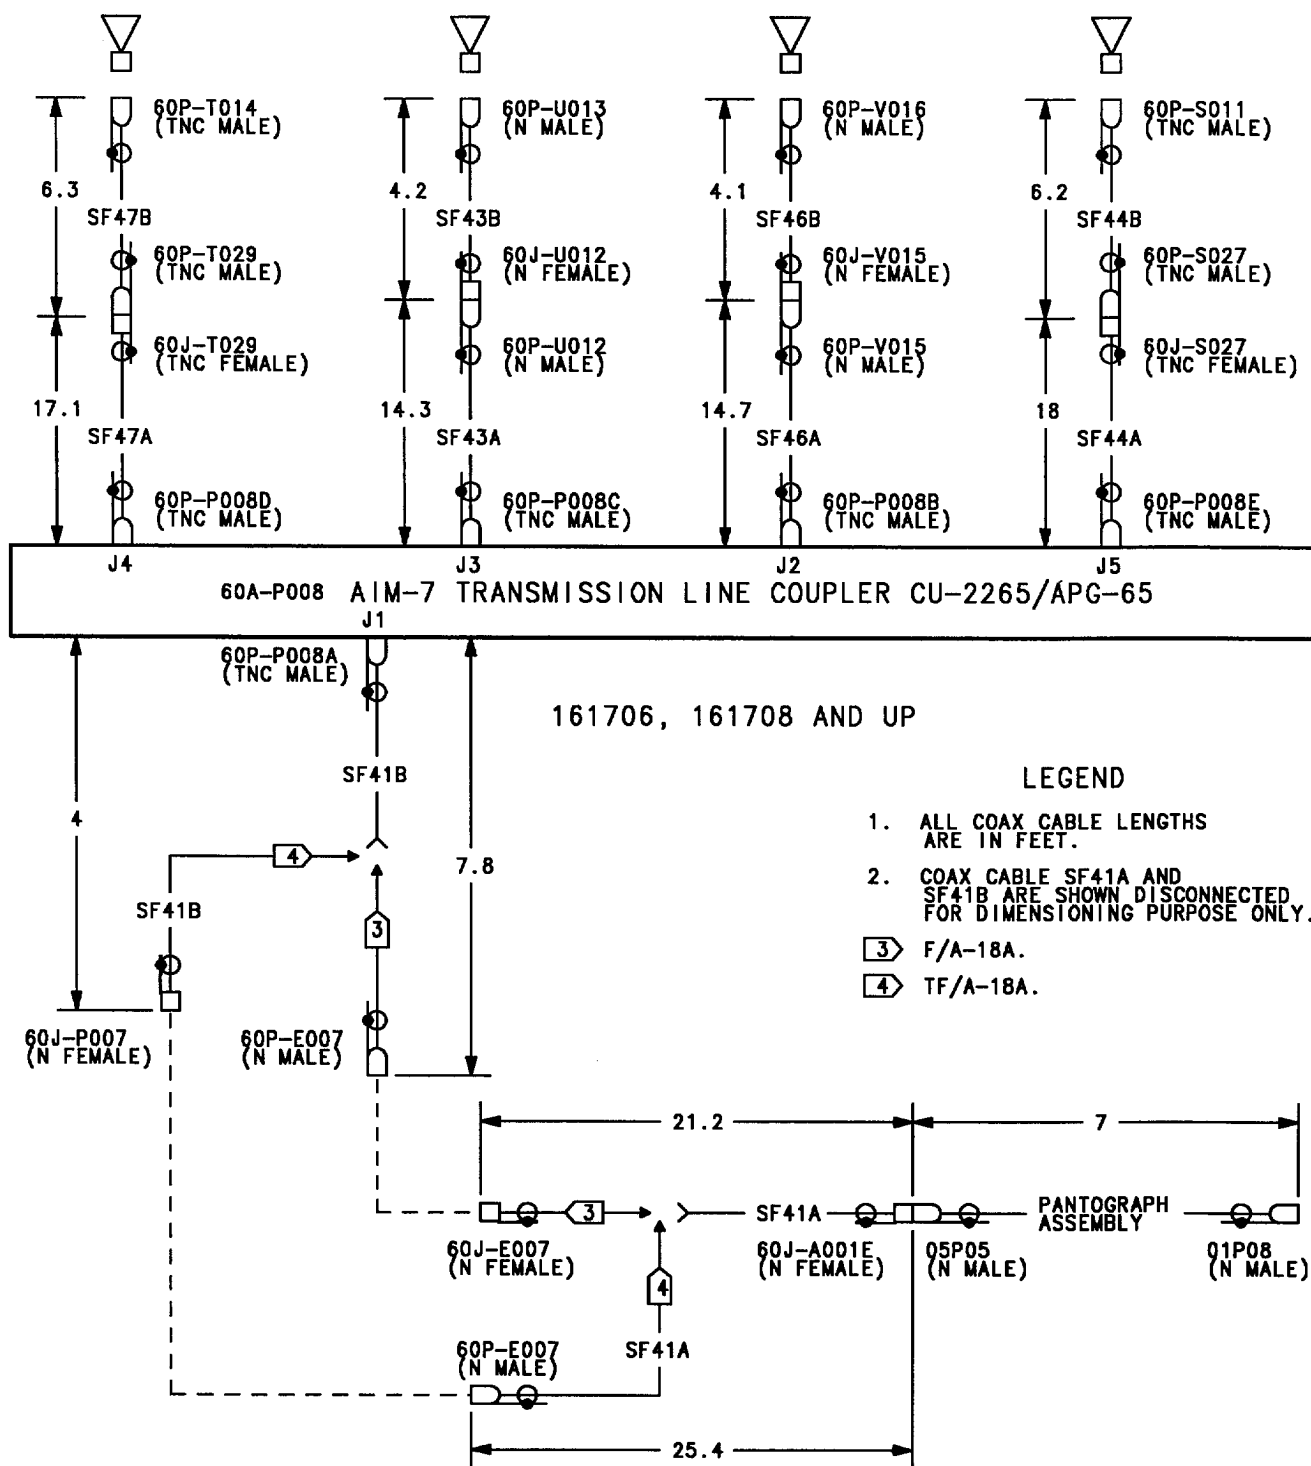 60P-T014
(TNC MALE)
60P-U013
(N MALE)
60P-V016
(N MALE)
60P-S011
(TNC MALE)
6.3
4.2
4.1
6.2
SF47B
SF43B
SF46B
SF44B
60P-T029
(TNC MALE)
60J-U012
(N FEMALE)
60J-V015
(N FEMALE)
60P-S027
(TNC MALE)
60J-T029
(TNC FEMALE)
60P-U012
(N MALE)
60P-V015
(N MALE)
60J-S027
(TNC FEMALE)
17.1
14.3
14.7
18
SF47A
SF43A
SF46A
SF44A
60P-P008D
(TNC MALE)
60P-P008C
(TNC MALE)
60P-P008B
(TNC MALE)
60P-P008E
(TNC MALE)
J4
J3
J2
J5
60A-P008 AIM-7 TRANSMISSION LINE COUPLER CU-2265/APG-65
J1
60P-P008A
(TNC MALE)
161706, 161708 AND UP
SF41B
LEGEND
4
1. ALL COAX CABLE LENGTHS
ARE IN FEET.
4
7.8
2. COAX CABLE SF41A AND
SF41B ARE SHOWN DISCONNECTED
FOR DIMENSIONING PURPOSE ONLY.
SF41B
3
3 F/A-18A.
4 TF/A-18A.
60J-P007
(N FEMALE)
60P-E007
(N MALE)
21.2
7
3
SF41A
PANTOGRAPH
ASSEMBLY
60J-E007
(N FEMALE)
60J-A001E
(N FEMALE)
05P05
(N MALE)
01P08
(N MALE)
4
60P-E007
(N MALE)
SF41A
25.4